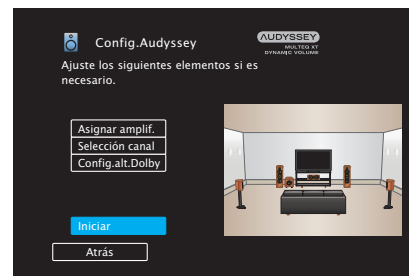 Config.Audyssey
AUDYSSEY
MULTEQ XT
DYNAMIC VOLUME
Ajuste los siguientes elementos si es
necesario.
Asignar amplif.
Selección canal
Config.alt.Dolby
Iniciar
Atrás